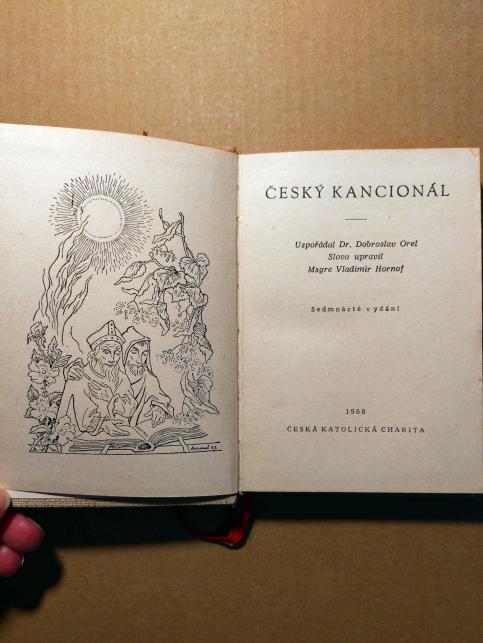 ČESKÝ KANCIONÁL
Uspořádal Dr. Dobroslav Orel
Slova upravil
Msgre Vladimír Hornof
Sedmnácté vydání
1968
ČESKÁ KATOLICKÁ CHARITA